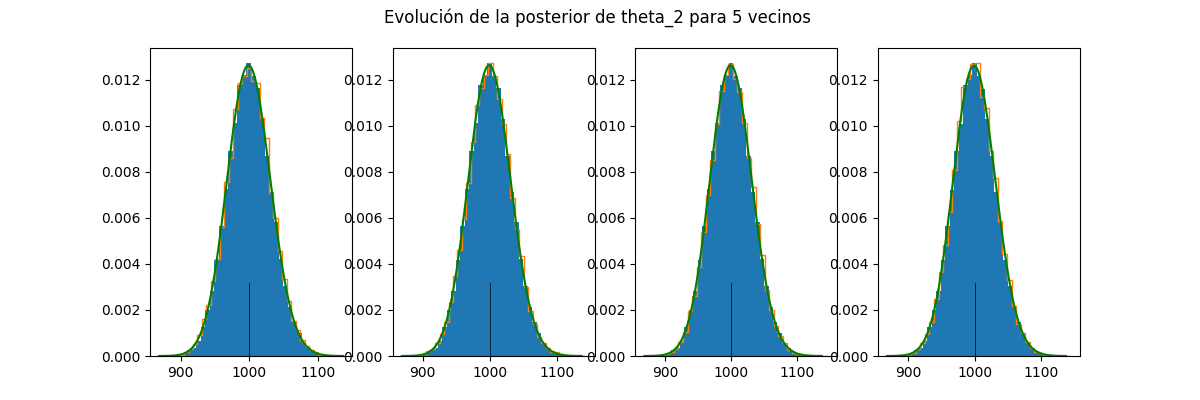 Evolución de la posterior de theta_2 para 5 vecinos
0.012 0.012 0.012 0.012
0.010 0.010 0.010 0.010
0.008 0.008 0.008 0.008
0.006 0.006 0.006 0.006
0.004 0.004 0.004 0.004
0.002 0.002 0.002 0.002
0.000 0.000 0.000 0.000
900 1000 1100 900 1000 1100 900 1000 1100 900 1000 1100